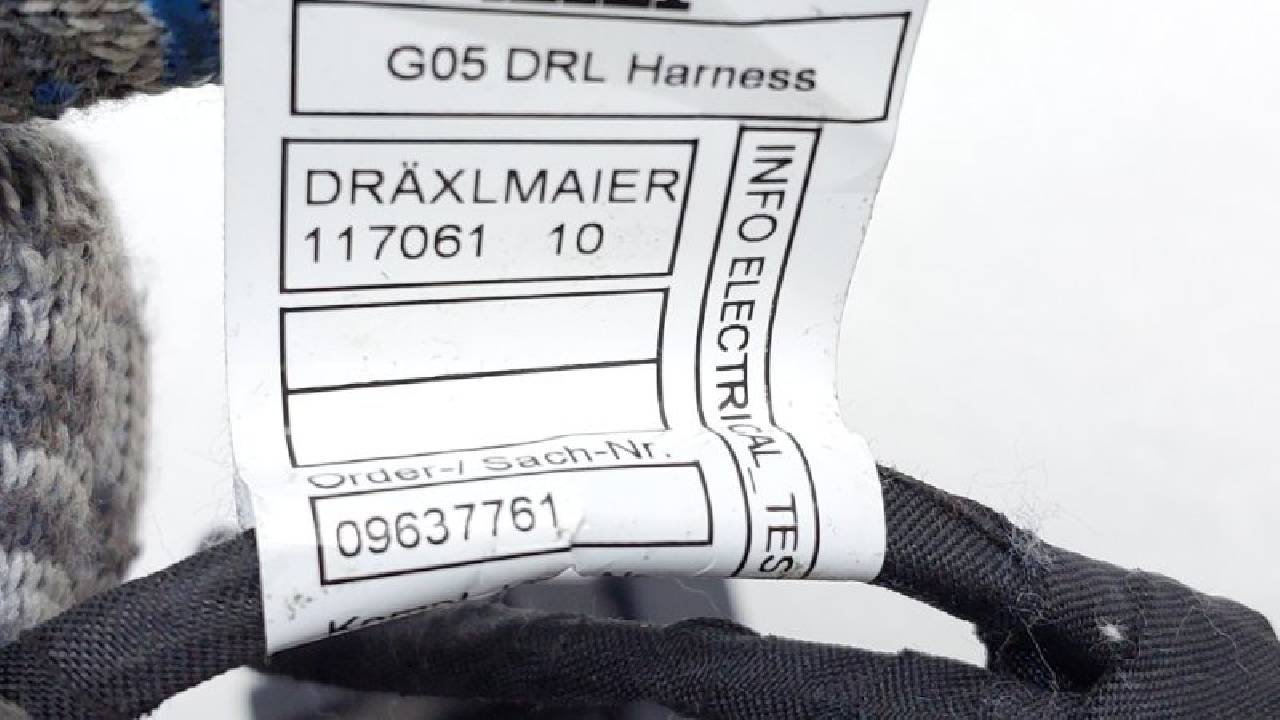 G05 DRL Harness
DRÄXLMAIER
117061 10
INFO ELECTRICAL_TES
Order-/ Sach-Nr.
09637761